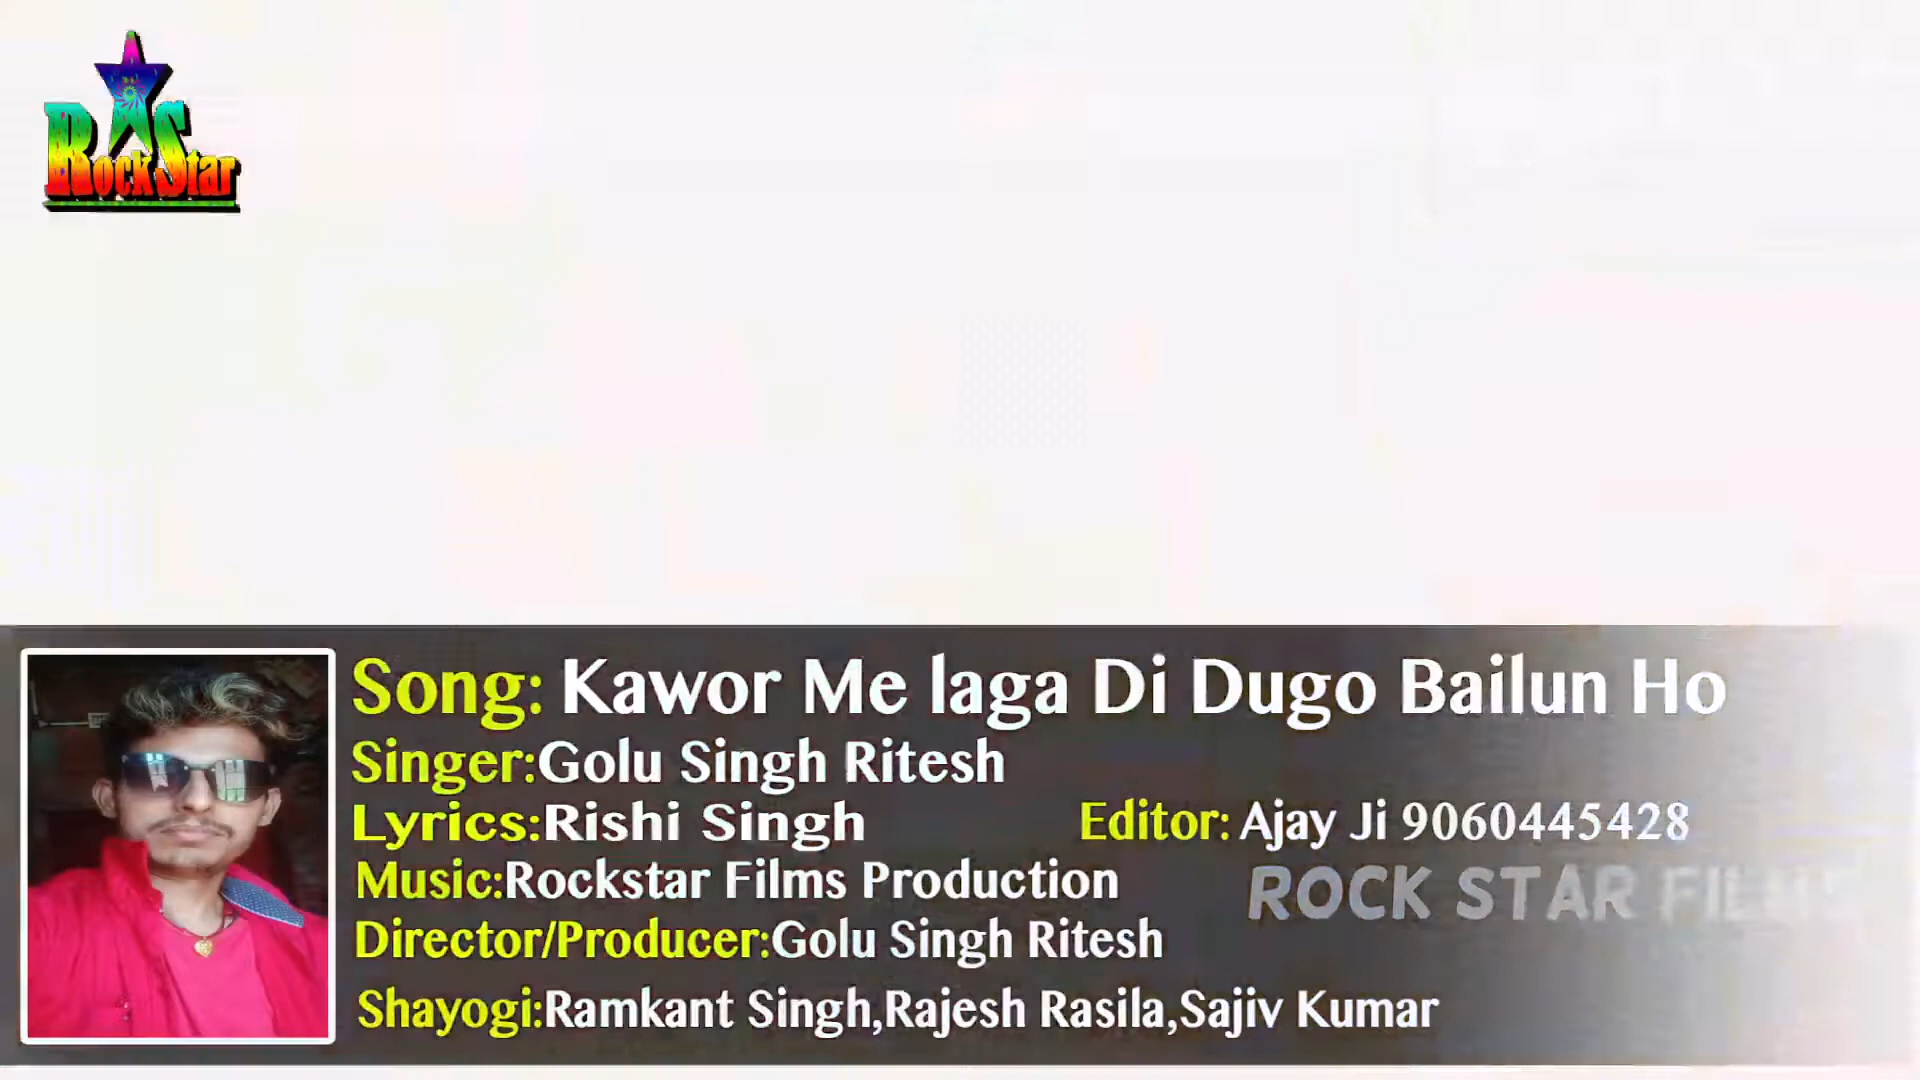 RS
RockStar
Song: Kawor Me laga Di Dugo Bailun Ho
Singer:Golu Singh Ritesh
Lyrics:Rishi Singh
Editor: Ajay Ji 9060445428
Music:Rockstar Films Production
ROCK STAR FILMS
Director/Producer:Golu Singh Ritesh
Shayogi:Ramkant Singh,Rajesh Rasila,Sajiv Kumar